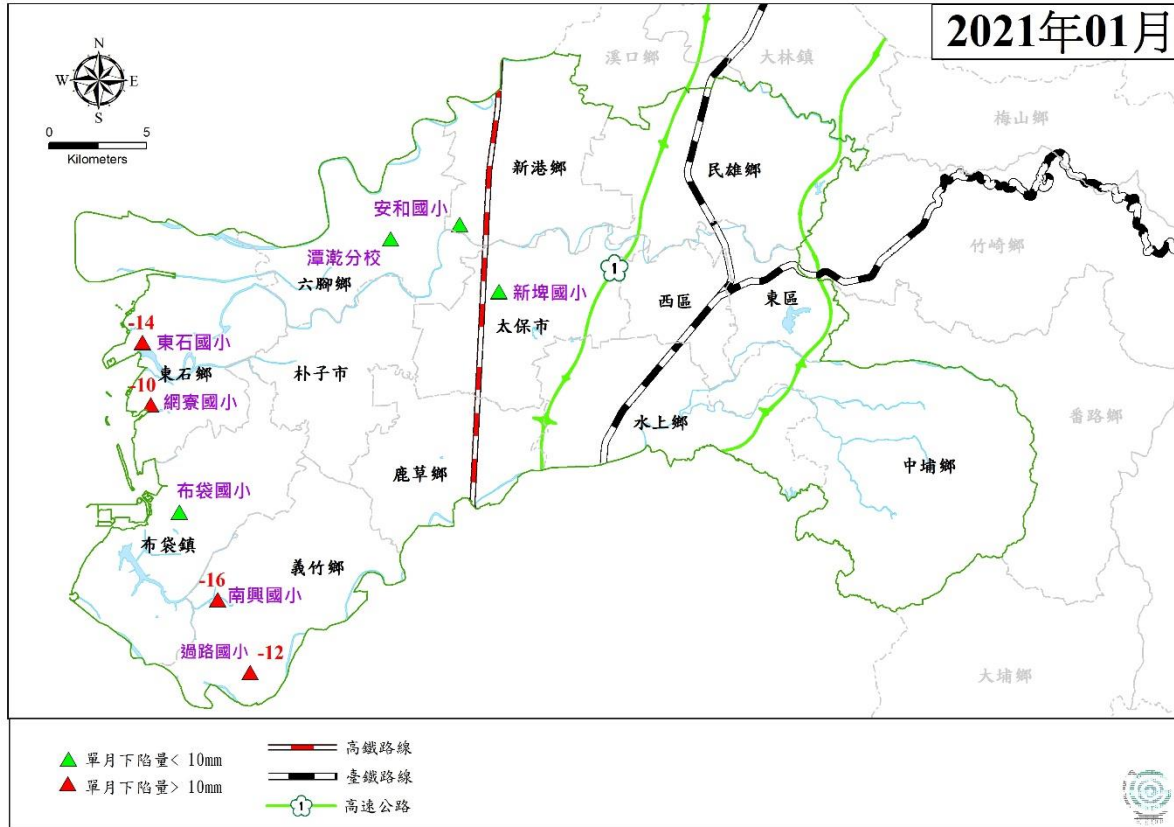 2021年01月
N
W
E
S
0
5
Kilometers
溪口鄉
大林鎮
梅山鄉
新港鄉
民雄鄉
安和國小
潭漧分校
竹崎鄉
六腳鄉
1
新埤國小
西區
東區
太保市
-14
東石國小
東石鄉
朴子市
-10
網寮國小
水上鄉
番路鄉
中埔鄉
鹿草鄉
布袋國小
布袋鎮
義竹鄉
-16
南興國小
過路國小
-12
大埔鄉
單月下陷量< 10mm
單月下陷量> 10mm
高鐵路線
臺鐵路線
1
高速公路